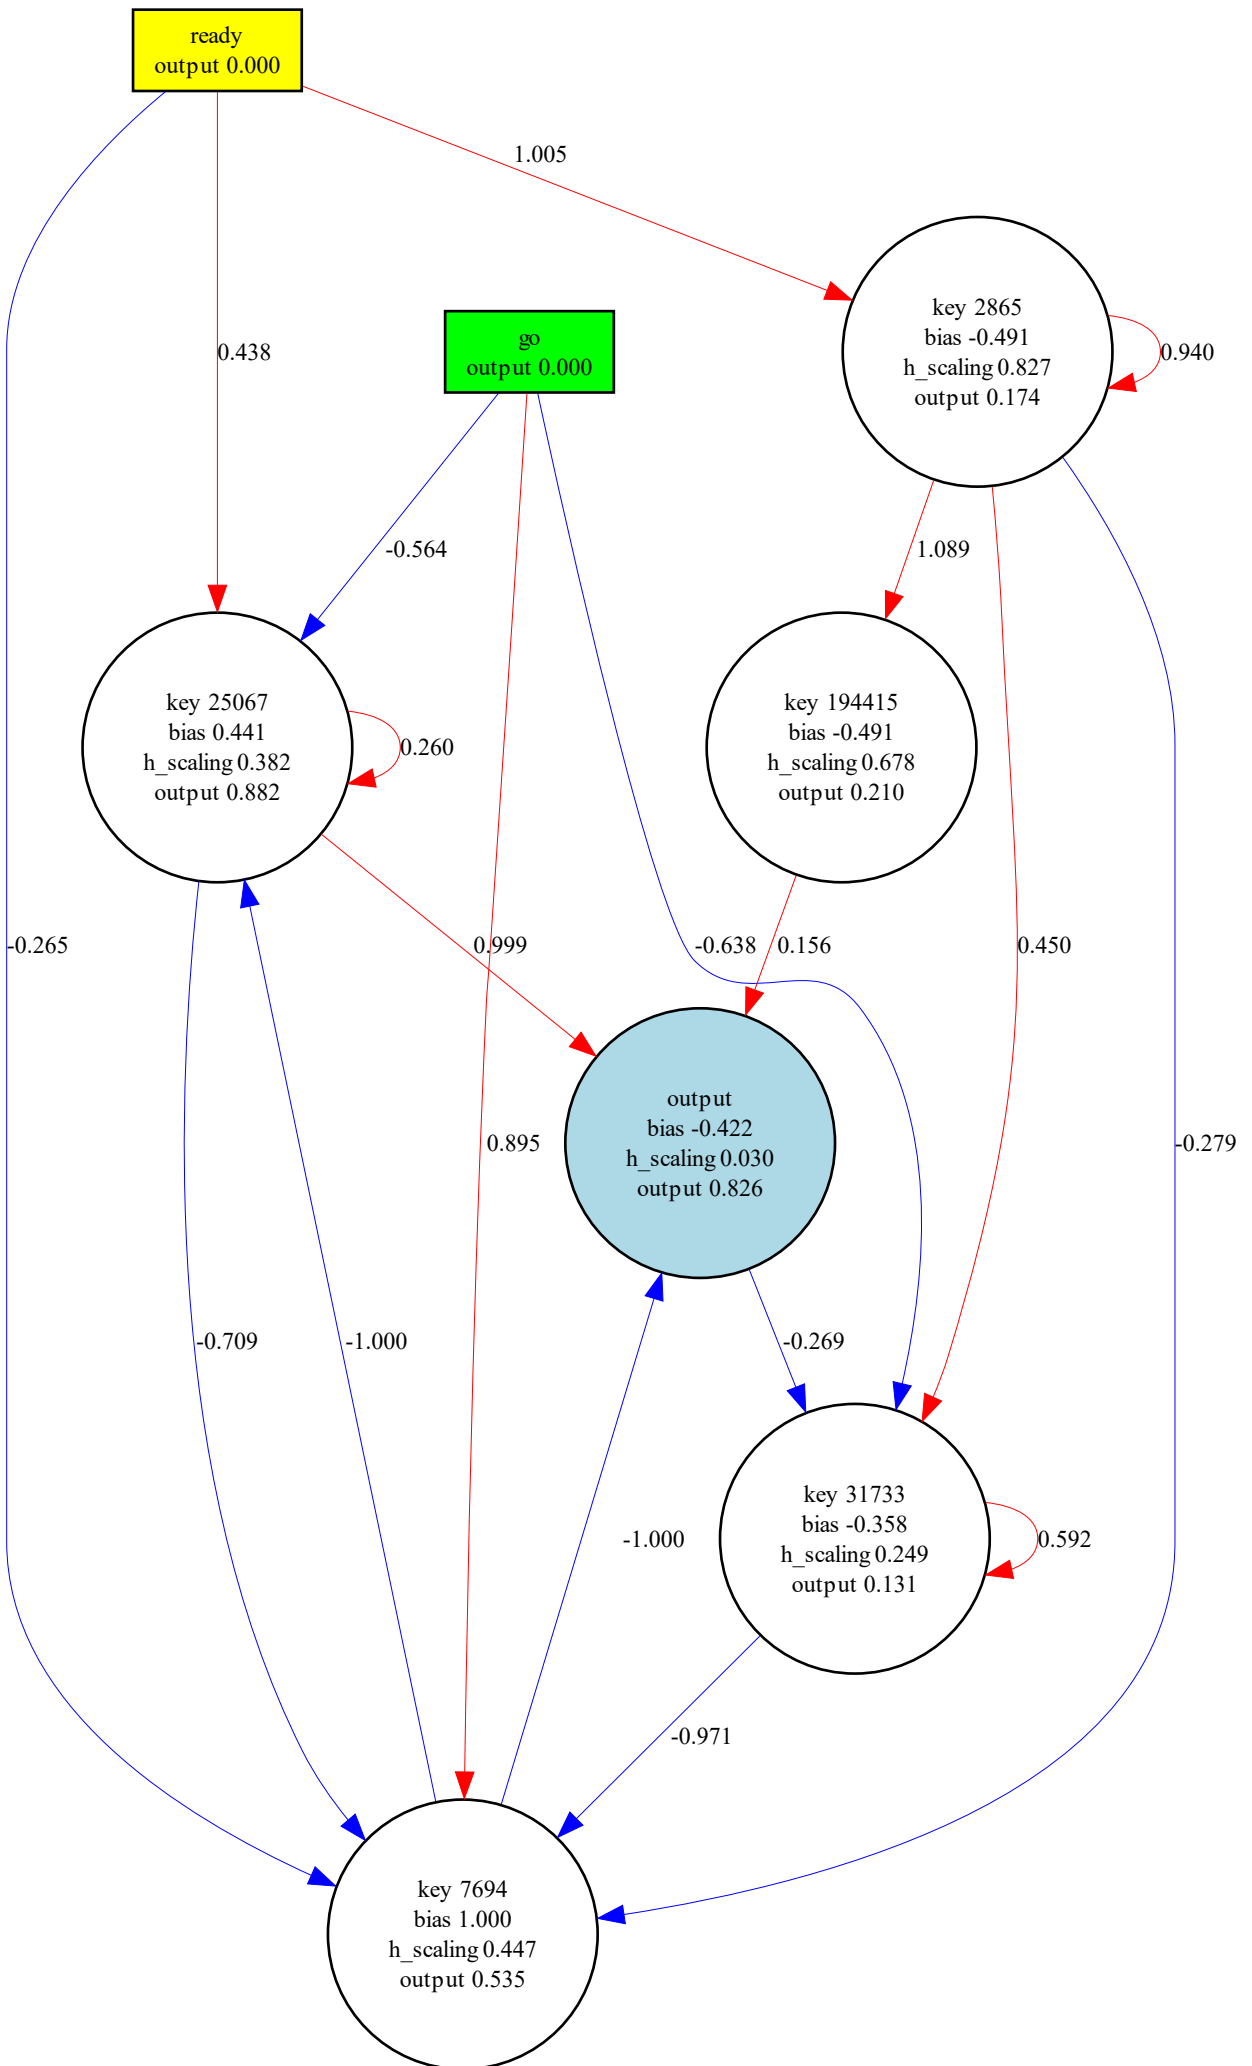 ready
output 0.000
1.005
key 2865
bias -0.491
h_scaling 0.827
output 0.174
0.940
go
output 0.000
0.438
-0.564
1.089
key 25067
bias 0.441
h_scaling 0.382
output 0.882
0.260
key 194415
bias -0.491
h_scaling 0.678
output 0.210
-0.265
0.999
-0.638
0.156
0.450
output
bias -0.422
h_scaling 0.030
output 0.826
0.895
-0.279
-0.709
-1.000
-0.269
key 31733
bias -0.358
h_scaling 0.249
output 0.131
0.592
-1.000
-0.971
key 7694
bias 1.000
h_scaling 0.447
output 0.535